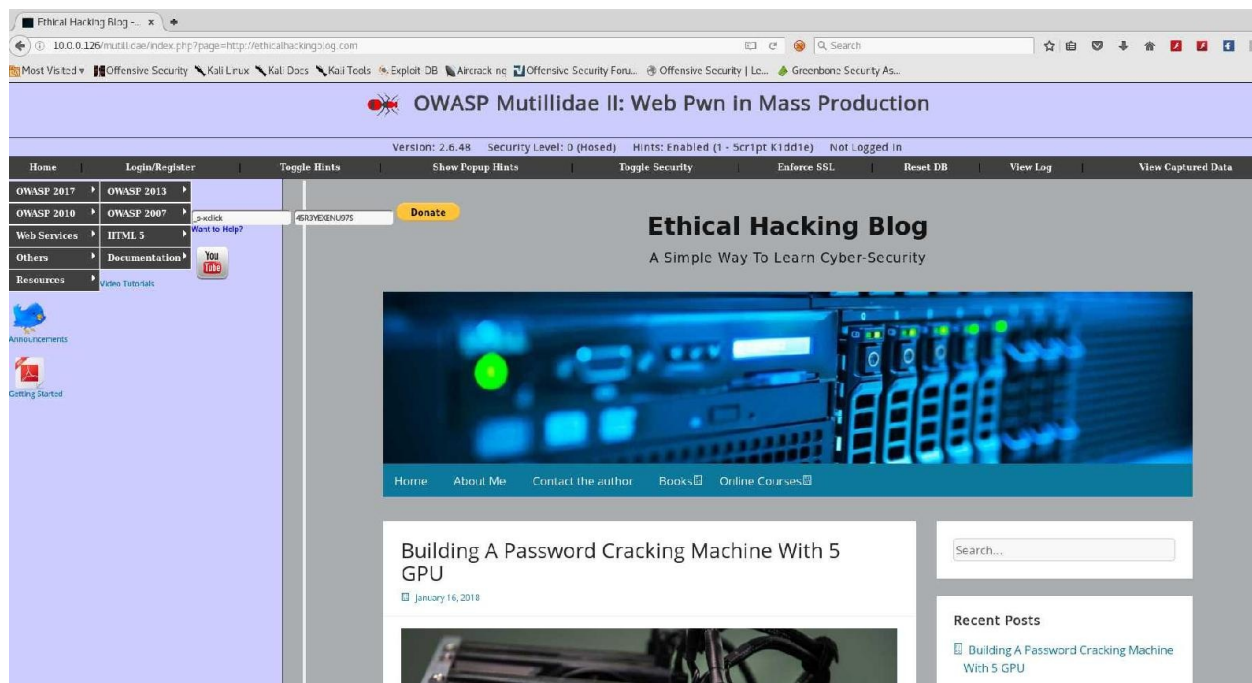 Ethical Hacking Blog -... x
10.0.0.126/mutillidae/index.php?page=http://ethicalhackingblog.com
Search
Most Visited Offensive Security Kali Linux Kali Docs Kali Tools Exploit-DB Aircrack-ng Offensive Security Foru... Offensive Security | Le... Greenbone Security As...
OWASP Mutillidae II: Web Pwn in Mass Production
Version: 2.6.48 Security Level: 0 (Hosed) Hints: Enabled (1 - 5cr1pt K1dd1e) Not Logged In
Home Login/Register Toggle Hints Show Popup Hints Toggle Security Enforce SSL Reset DB View Log View Captured Data
OWASP 2017 OWASP 2013
OWASP 2010 OWASP 2007
_s-xclick 45R3YEXENU97S Donate
Web Services HTML 5 Want to Help?
Others Documentation You Tube
Resources Video Tutorials
Announcements
Getting Started
Ethical Hacking Blog
A Simple Way To Learn Cyber-Security
Home About Me Contact the author Books Online Courses
Building A Password Cracking Machine With 5
GPU
January 16, 2018
Search...
Recent Posts
Building A Password Cracking Machine
With 5 GPU